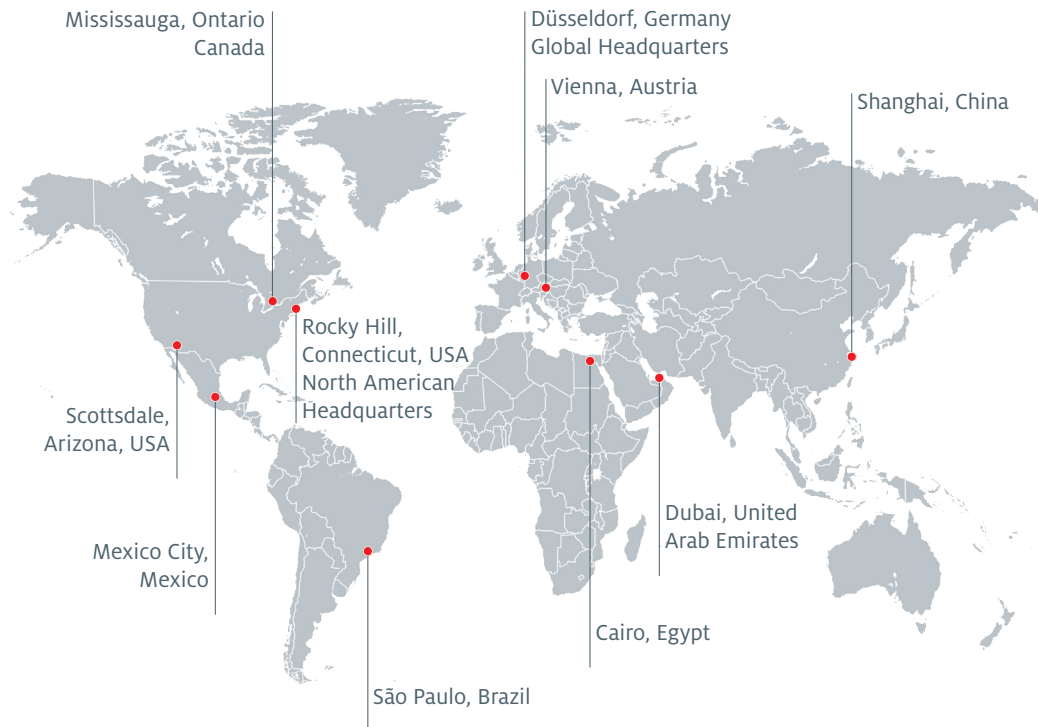 Mississauga, Ontario
Canada
Düsseldorf, Germany
Global Headquarters
Vienna, Austria
Shanghai, China
Rocky Hill,
Connecticut, USA
North American
Headquarters
Scottsdale,
Arizona, USA
Dubai, United
Arab Emirates
Mexico City,
Mexico
Cairo, Egypt
São Paulo, Brazil